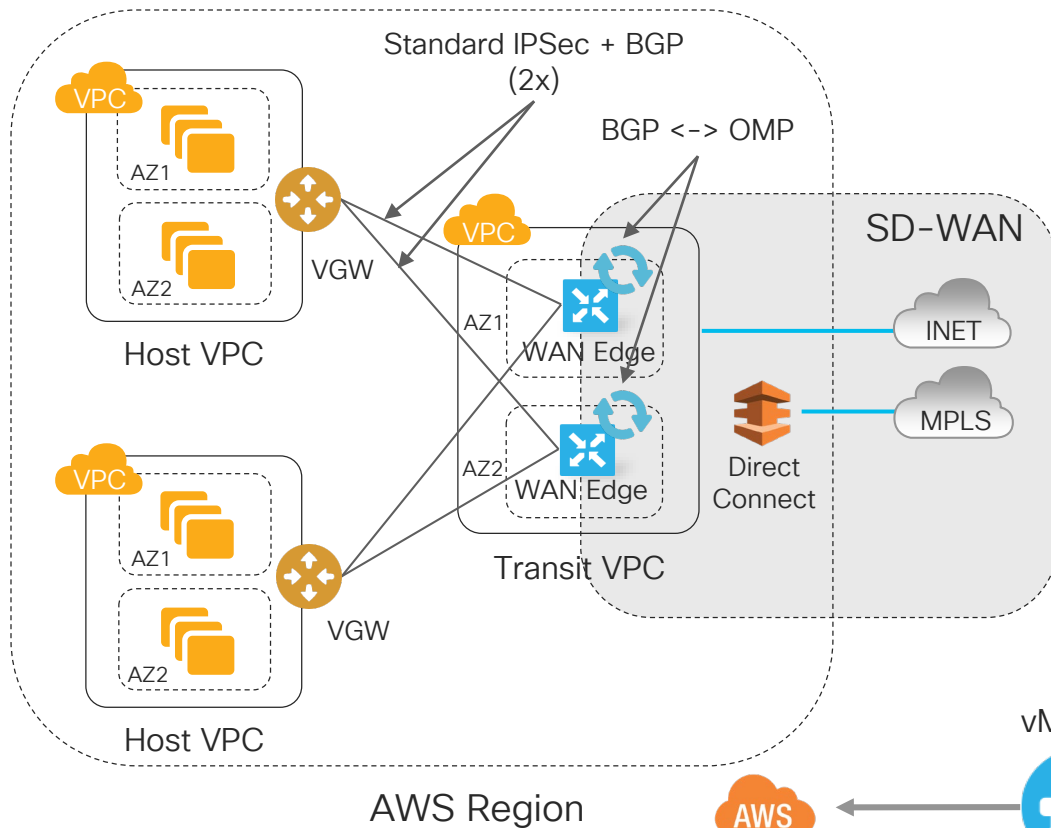 Standard IPSec + BGP
(2x)
BGP <-> OMP
VPC
AZ1
AZ2
VGW
Host VPC
VPC
AZ1
WAN Edge
AZ2
WAN Edge
Transit VPC
SD-WAN
INET
MPLS
Direct
Connect
VPC
AZ1
AZ2
VGW
Host VPC
AWS Region
AWS
vM